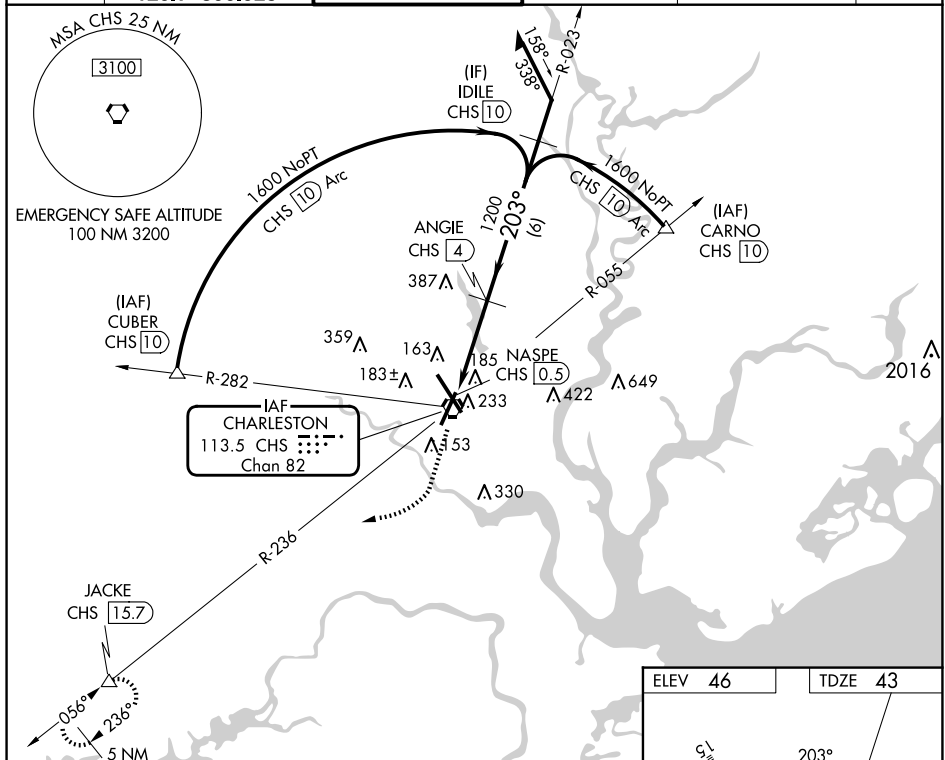 MSA CHS 25 NM
3100
EMERGENCY SAFE ALTITUDE
100 NM 3200
158°
338°
R-023
(IF)
IDILE
CHS 10
1600 NoPT
CHS 10 Arc
1600 NoPT
CHS 10 Arc
(IAF)
CARNO
CHS 10
1200
203°
(6)
ANGIE
CHS 4
387
R-055
(IAF)
CUBER
CHS 10
359
163
183±
185
NASPE
CHS 0.5
649
2016
R-282
233
422
IAF
CHARLESTON
113.5 CHS
Chan 82
153
330
R-236
JACKE
CHS 15.7
056°
236°
5 NM
ELEV 46
TDZE 43
15
203°